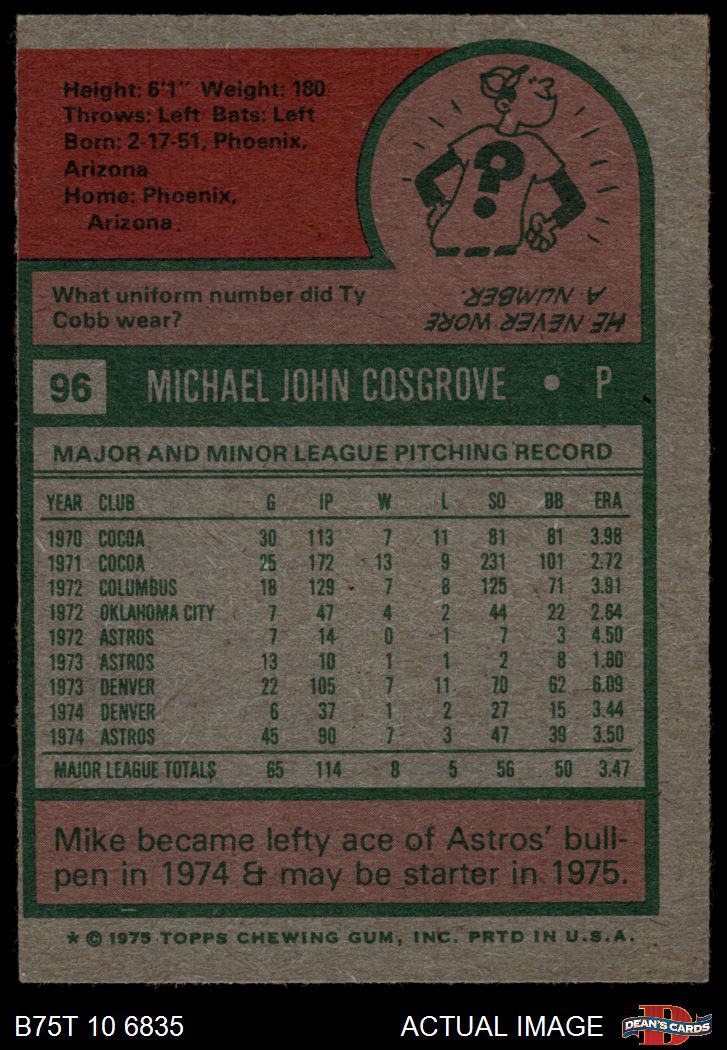 Height: 6'1" Weight: 180
Throws: Left Bats: Left
Born: 2-17-51, Phoenix,
Arizona
Home: Phoenix,
Arizona
?
What uniform number did Ty
Cobb wear?
HE NEVER WORE
A NUMBER.
96 MICHAEL JOHN COSGROVE • P
MAJOR AND MINOR LEAGUE PITCHING RECORD
YEAR CLUB G IP W L SO BB ERA
1970 COCOA 30 113 7 11 81 81 3.98
1971 COCOA 25 172 13 9 231 101 2.72
1972 COLUMBUS 18 129 7 8 125 71 3.91
1972 OKLAHOMA CITY 7 47 4 2 44 22 2.64
1972 ASTROS 7 14 0 1 7 3 4.50
1973 ASTROS 13 10 1 1 2 8 1.80
1973 DENVER 22 105 7 11 70 62 6.09
1974 DENVER 6 37 1 2 27 15 3.44
1974 ASTROS 45 90 7 3 47 39 3.50
MAJOR LEAGUE TOTALS 65 114 8 5 56 50 3.47
Mike became lefty ace of Astros' bull-
pen in 1974 & may be starter in 1975.
* © 1975 TOPPS CHEWING GUM, INC. PRTD IN U.S.A.
B75T 10 6835 ACTUAL IMAGE D DEAN'S CARDS